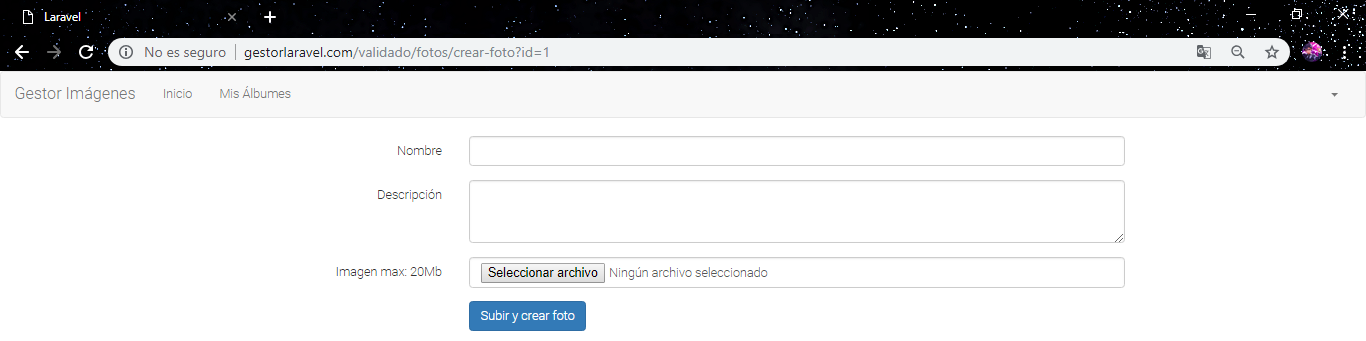 Laravel
No es seguro gestorlaravel.com/validado/fotos/crear-foto?id=1
Gestor Imágenes Inicio Mis Álbumes
Nombre
Descripción
Imagen max: 20Mb Seleccionar archivo Ningún archivo seleccionado
Subir y crear foto